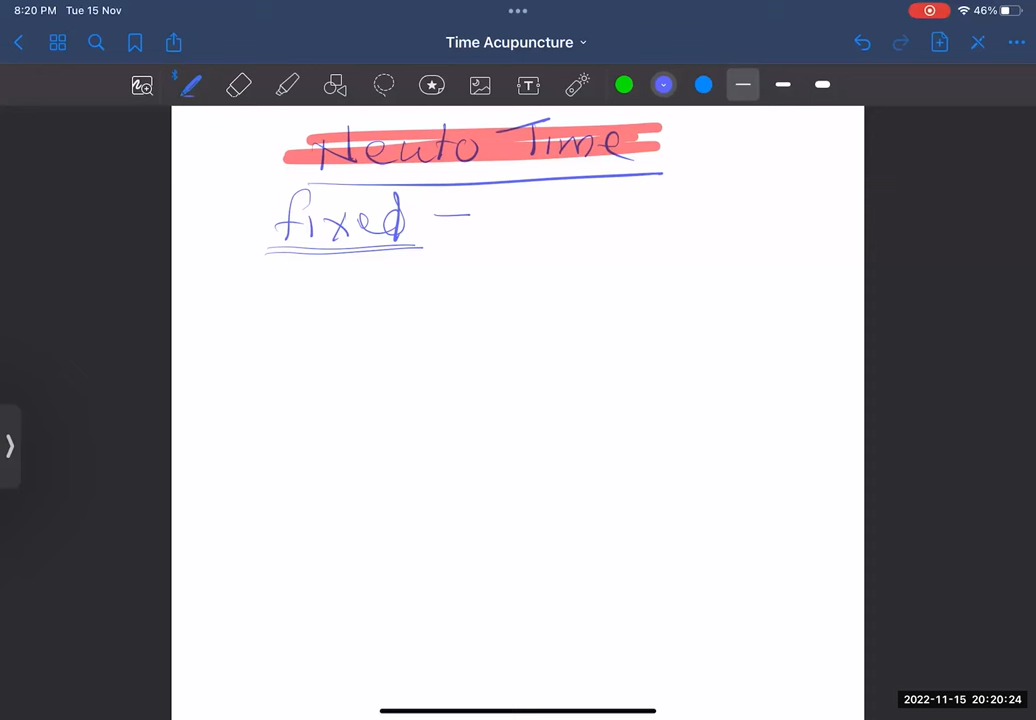 8:20 PM Tue 15 Nov
46%
Time Acupuncture
T
Neuto Time
fixed —
2022-11-15 20:20:24